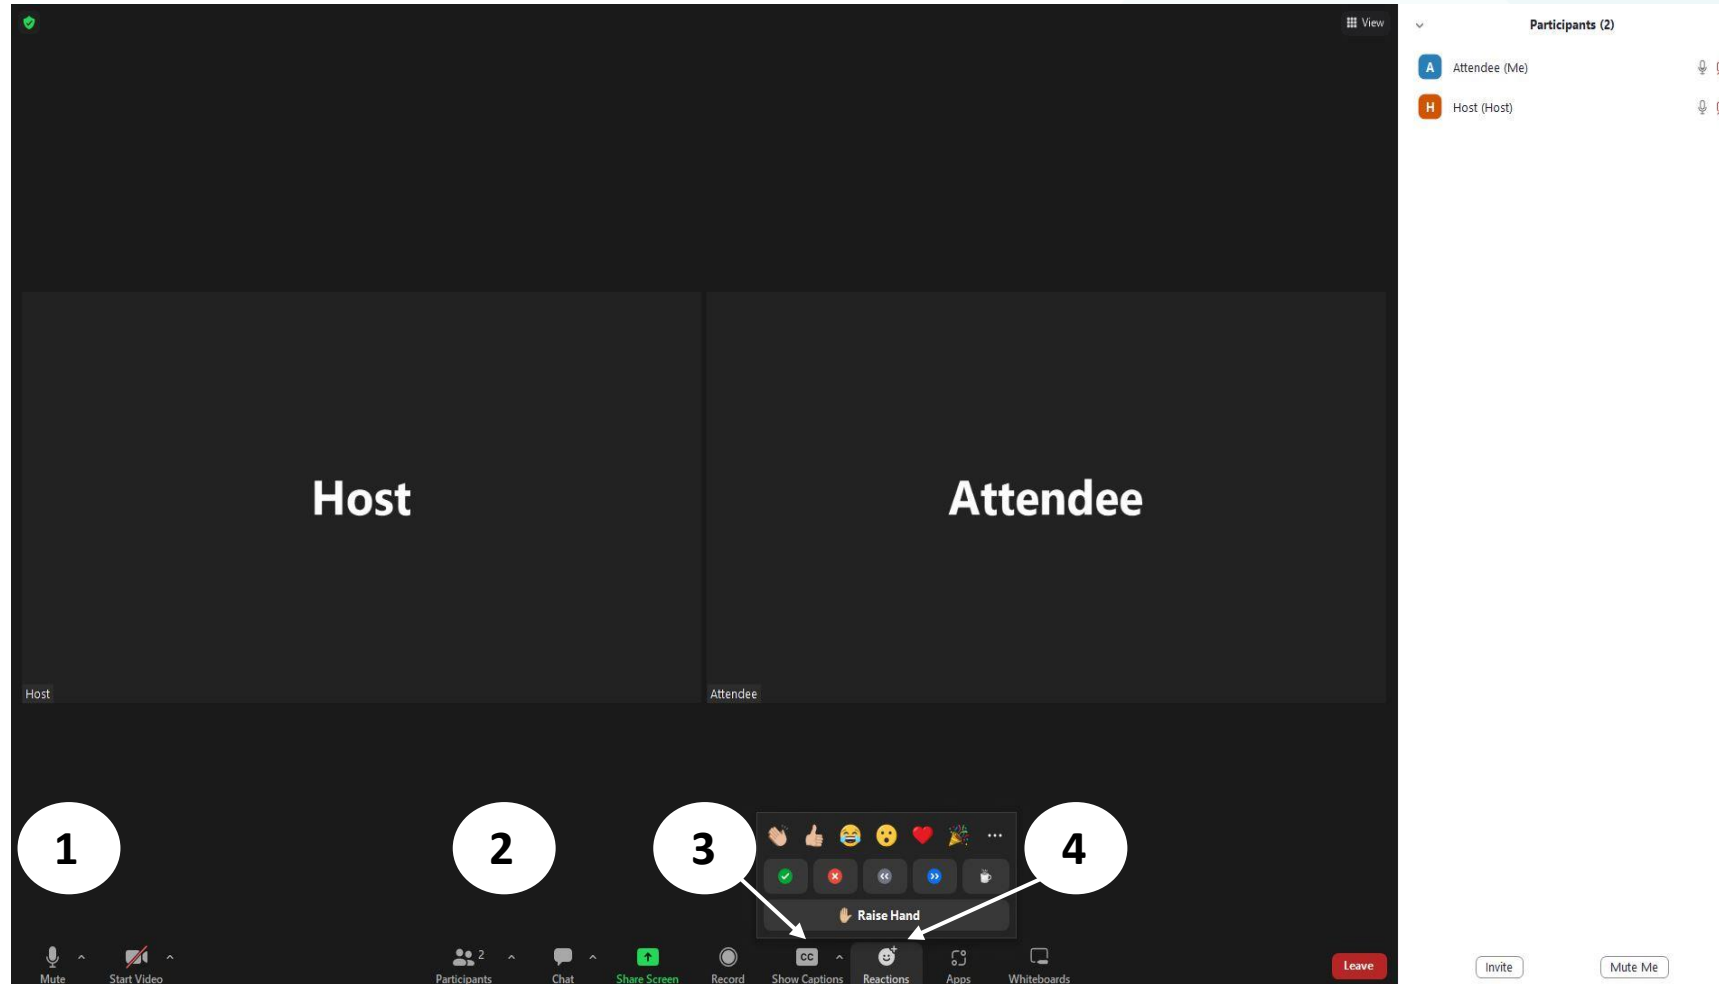 View
Participants (2)
A Attendee (Me)
H Host (Host)
Host
Attendee
Host
Attendee
1
2
3
4
Raise Hand
2
CC
Mute
Start Video
Participants
Chat
Share Screen
Record
Show Captions
Reactions
Apps
Whiteboards
Leave
Invite
Mute Me